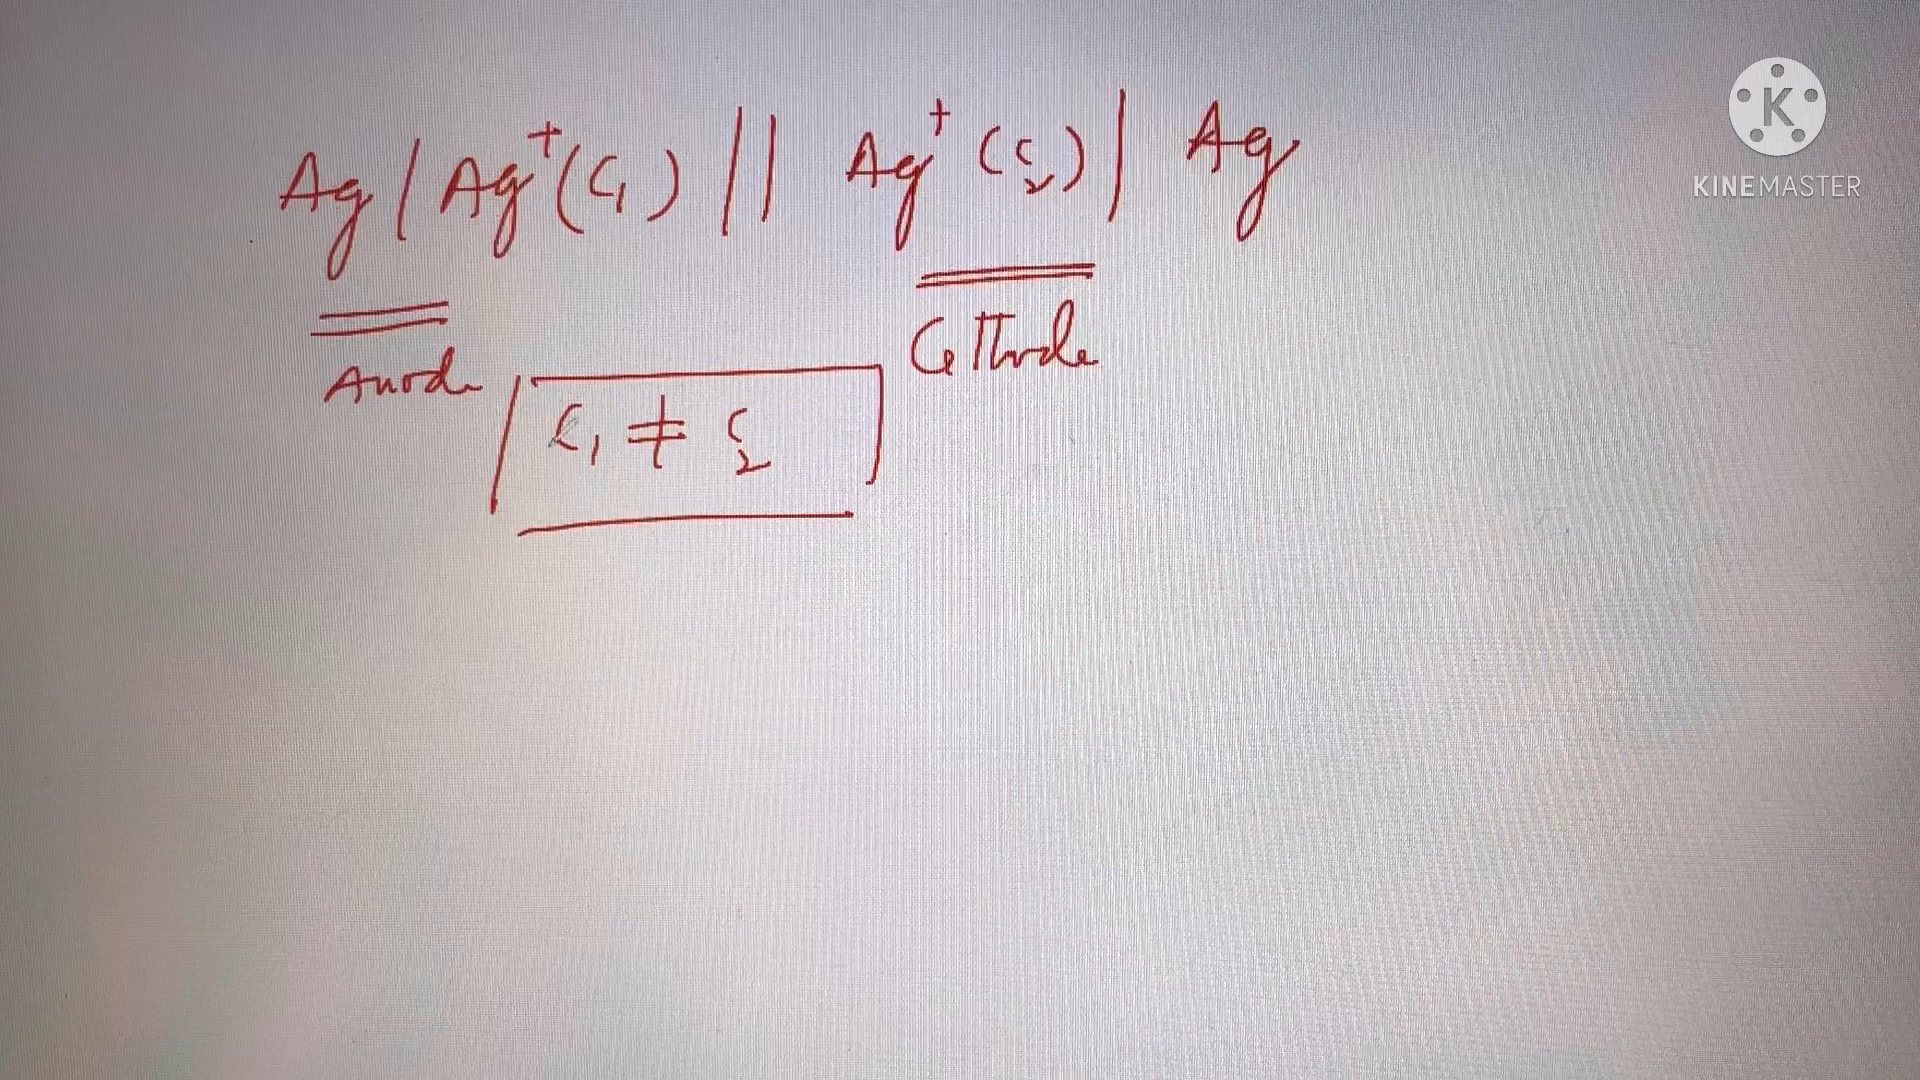 Ag | Ag⁺(C₁) || Ag⁺(C₂) | Ag
Anode
Cathode
C₁ ≠ C₂
KINEMASTER